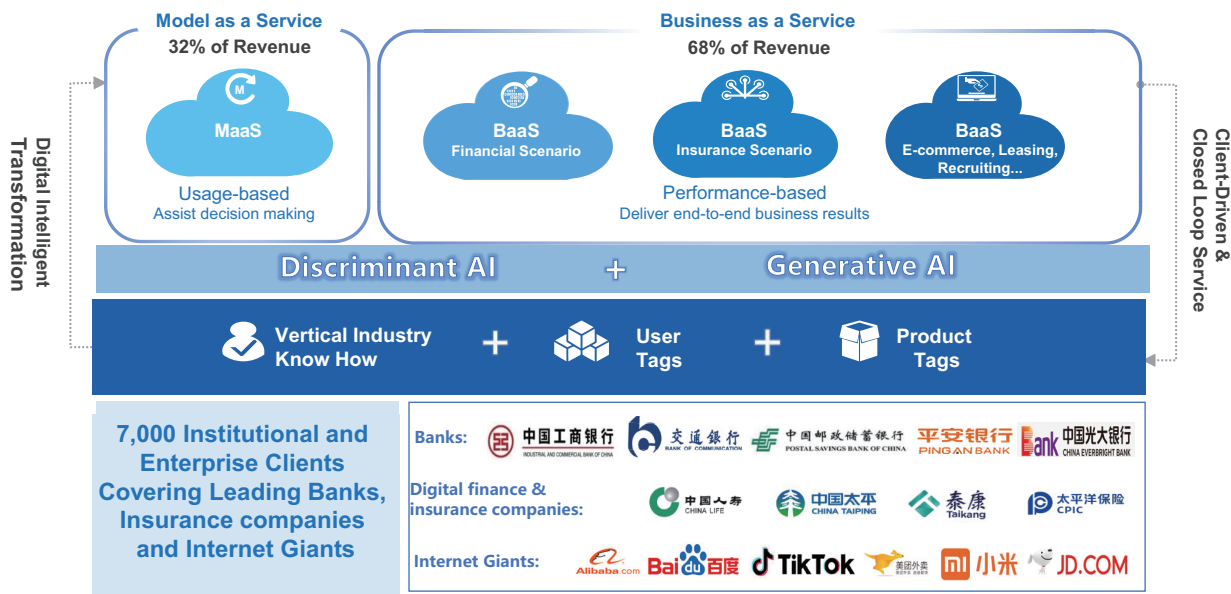 Model as a Service
32% of Revenue
Business as a Service
68% of Revenue
M
MaaS
BaaS
Financial Scenario
BaaS
Insurance Scenario
BaaS
E-commerce, Leasing,
Recruiting...
Usage-based
Assist decision making
Performance-based
Deliver end-to-end business results
Digital Intelligent
Transformation
Client-Driven &
Closed Loop Service
Discriminant AI + Generative AI
Vertical Industry
Know How
+
User
Tags
+
Product
Tags
7,000 Institutional and
Enterprise Clients
Covering Leading Banks,
Insurance companies
and Internet Giants
Banks:
中国工商银行
INDUSTRIAL AND COMMERCIAL BANK OF CHINA
交通銀行
BANK OF COMMUNICATION
中国邮政储蓄银行
POSTAL SAVINGS BANK OF CHINA
平安银行
PING AN BANK
Bank
中国光大银行
CHINA EVERBRIGHT BANK
Digital finance &
insurance companies:
中国人寿
CHINA LIFE
中国太平
CHINA TAIPING
泰康
Taikang
太平洋保险
CPIC
Internet Giants:
Alibaba.com
Bai du 百度
TikTok
美团外卖
mi 小米
JD.COM